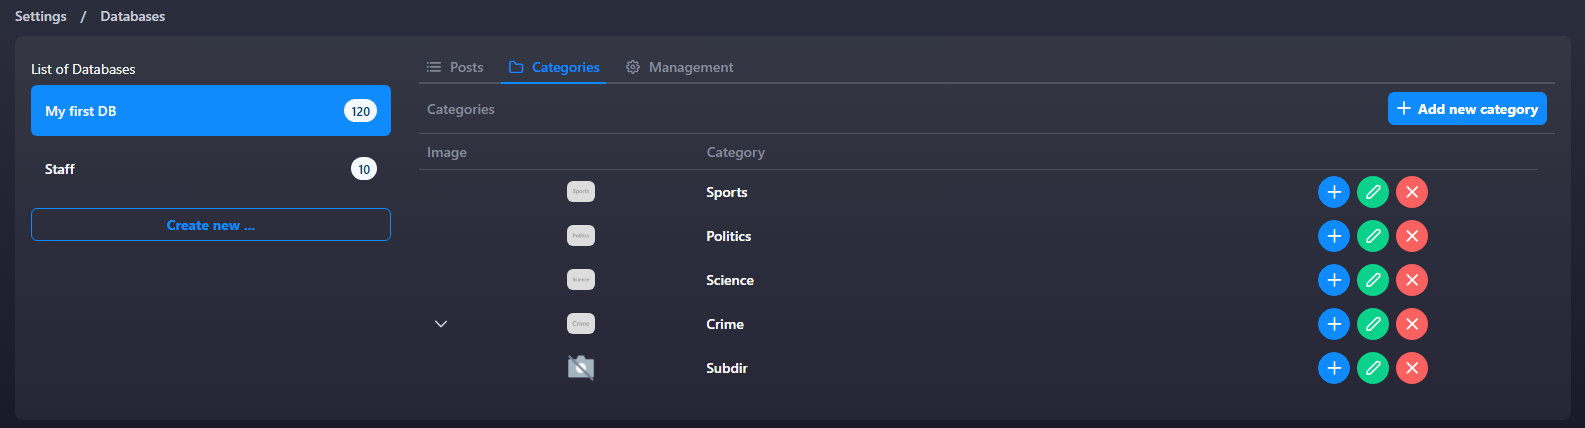 Settings / Databases
List of Databases
My first DB 120
Staff 10
Create new ...
Posts Categories Management
Categories Add new category
Image Category
Sports Sports
Politics Politics
Science Science
Crime Crime
Subdir